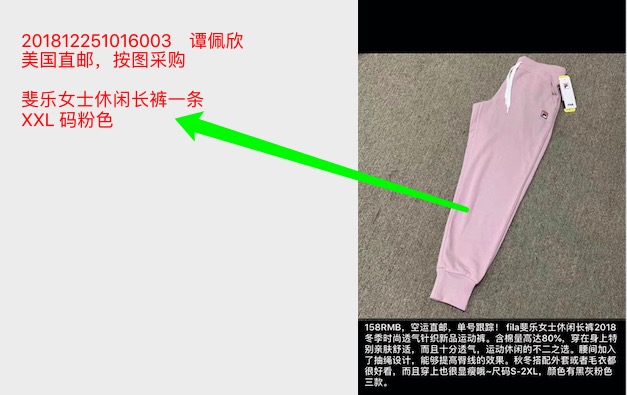 201812251016003 谭佩欣
美国直邮，按图采购
斐乐女士休闲长裤一条
XXL 码粉色
158RMB，空运直邮，单号跟踪！ fila斐乐女士休闲长裤2018
冬季时尚透气针织新品运动裤。含棉量高达80%，穿在身上特
别亲肤舒适，而且十分透气，运动休闲的不二之选。腰间加入
了抽绳设计，能够提高臀线的效果。秋冬搭配外套或者毛衣都
很好看，而且穿上也很显瘦哦~尺码S-2XL，颜色有黑灰粉色
三款。